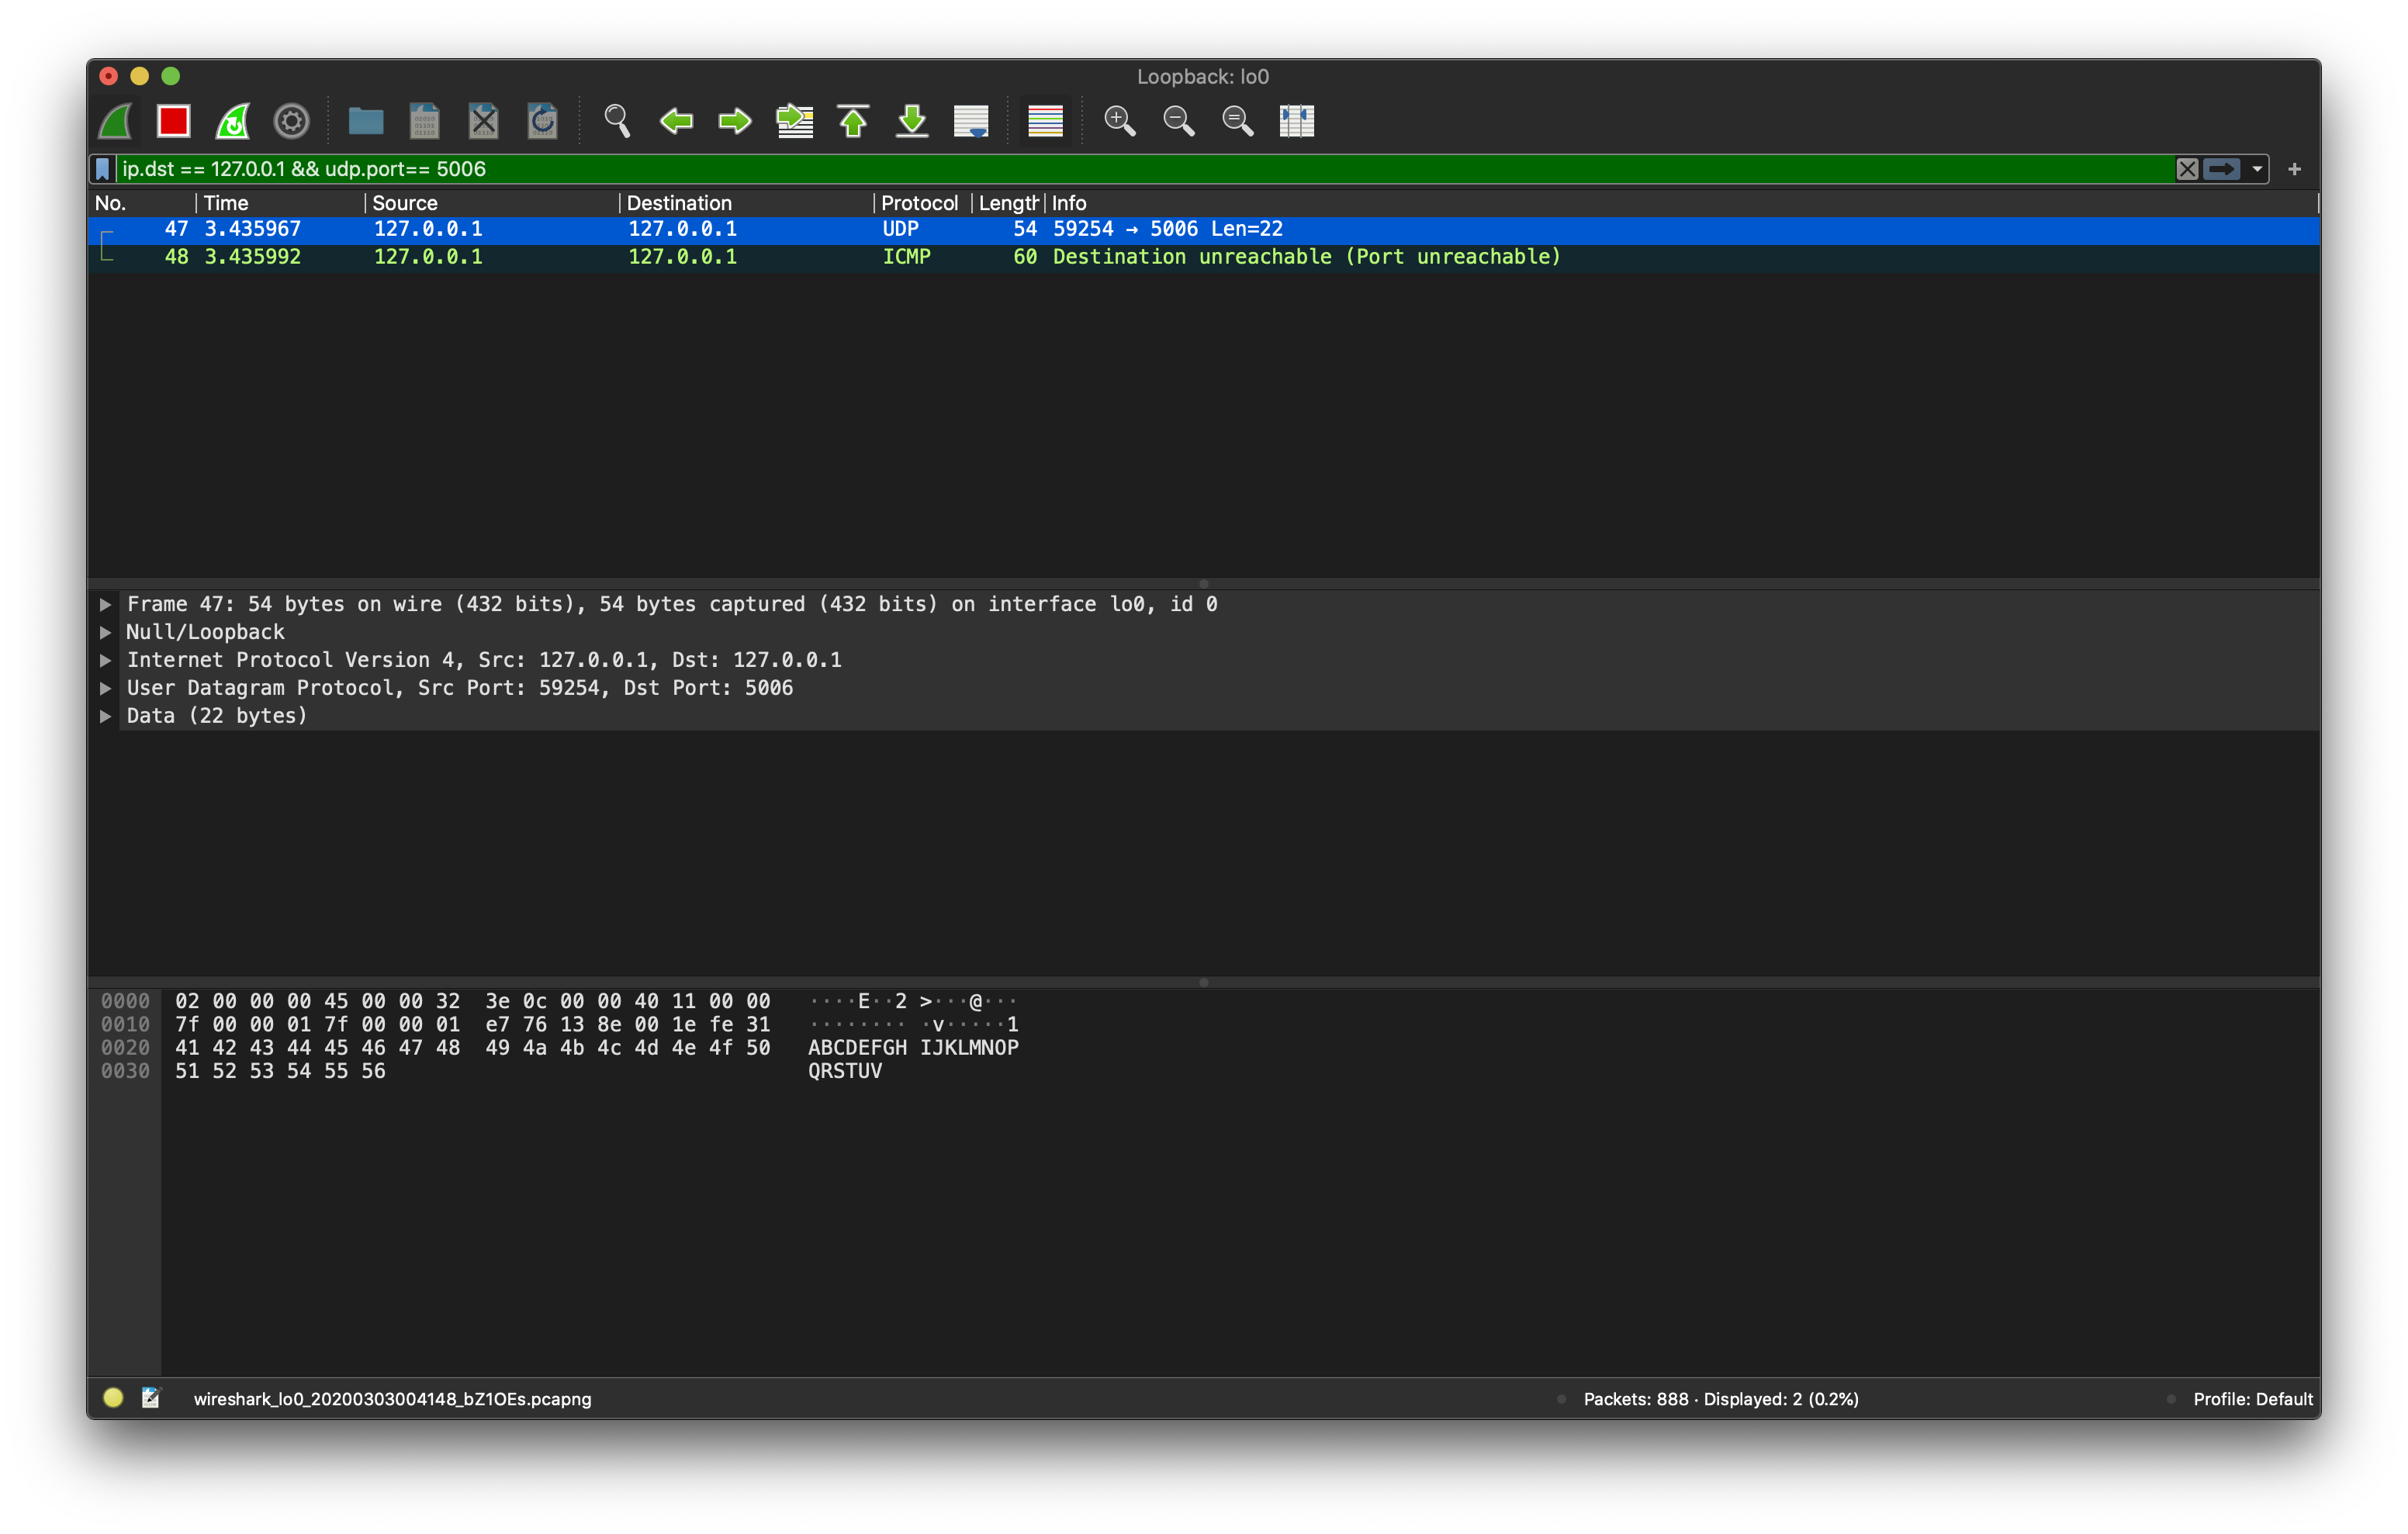 Loopback: lo0
ip.dst == 127.0.0.1 && udp.port== 5006
No. Time Source Destination Protocol Length Info
47 3.435967 127.0.0.1 127.0.0.1 UDP 54 59254 → 5006 Len=22
48 3.435992 127.0.0.1 127.0.0.1 ICMP 60 Destination unreachable (Port unreachable)
Frame 47: 54 bytes on wire (432 bits), 54 bytes captured (432 bits) on interface lo0, id 0
Null/Loopback
Internet Protocol Version 4, Src: 127.0.0.1, Dst: 127.0.0.1
User Datagram Protocol, Src Port: 59254, Dst Port: 5006
Data (22 bytes)
0000 02 00 00 00 45 00 00 32 3e 0c 00 00 40 11 00 00 ····E··2 >···@···
0010 7f 00 00 01 7f 00 00 01 e7 76 13 8e 00 1e fe 31 ········ ·v·····1
0020 41 42 43 44 45 46 47 48 49 4a 4b 4c 4d 4e 4f 50 ABCDEFGH IJKLMNOP
0030 51 52 53 54 55 56 QRSTUV
wireshark_lo0_20200303004148_bZ1OEs.pcapng Packets: 888 · Displayed: 2 (0.2%) Profile: Default